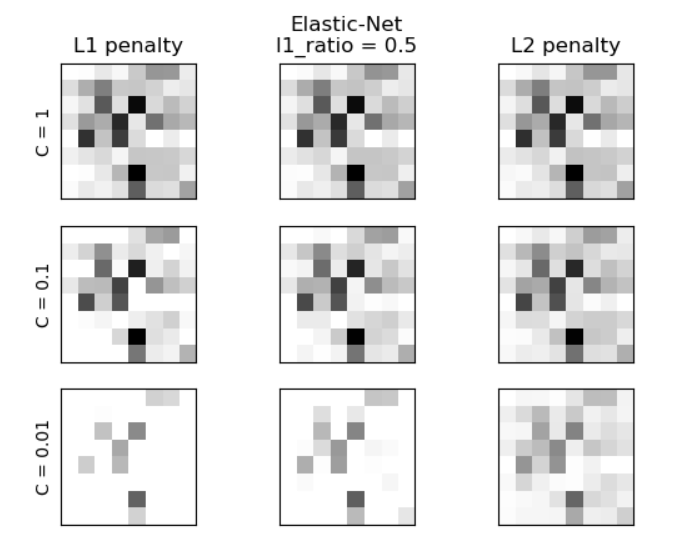 L1 penalty
Elastic-Net
l1_ratio = 0.5
L2 penalty
C = 1
C = 0.1
C = 0.01